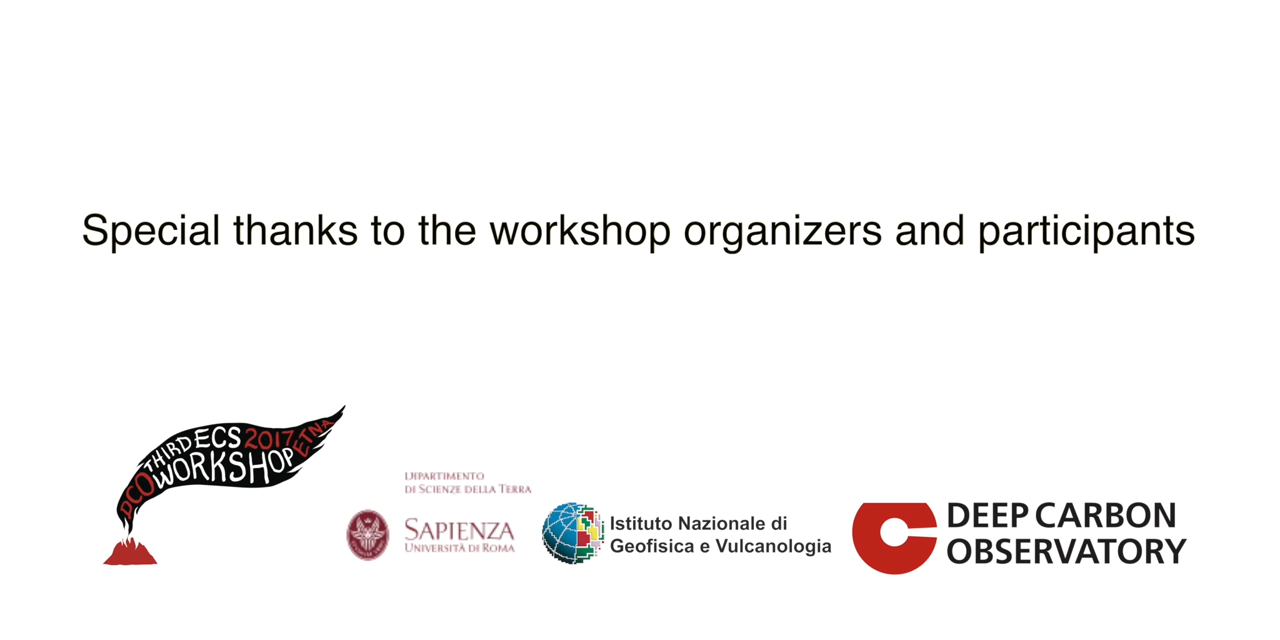 Special thanks to the workshop organizers and participants
DCO THIRD ECS 2017 ETNA
WORKSHOP
DIPARTIMENTO
DI SCIENZE DELLA TERRA
SAPIENZA
UNIVERSITÀ DI ROMA
Istituto Nazionale di
Geofisica e Vulcanologia
DEEP CARBON
OBSERVATORY